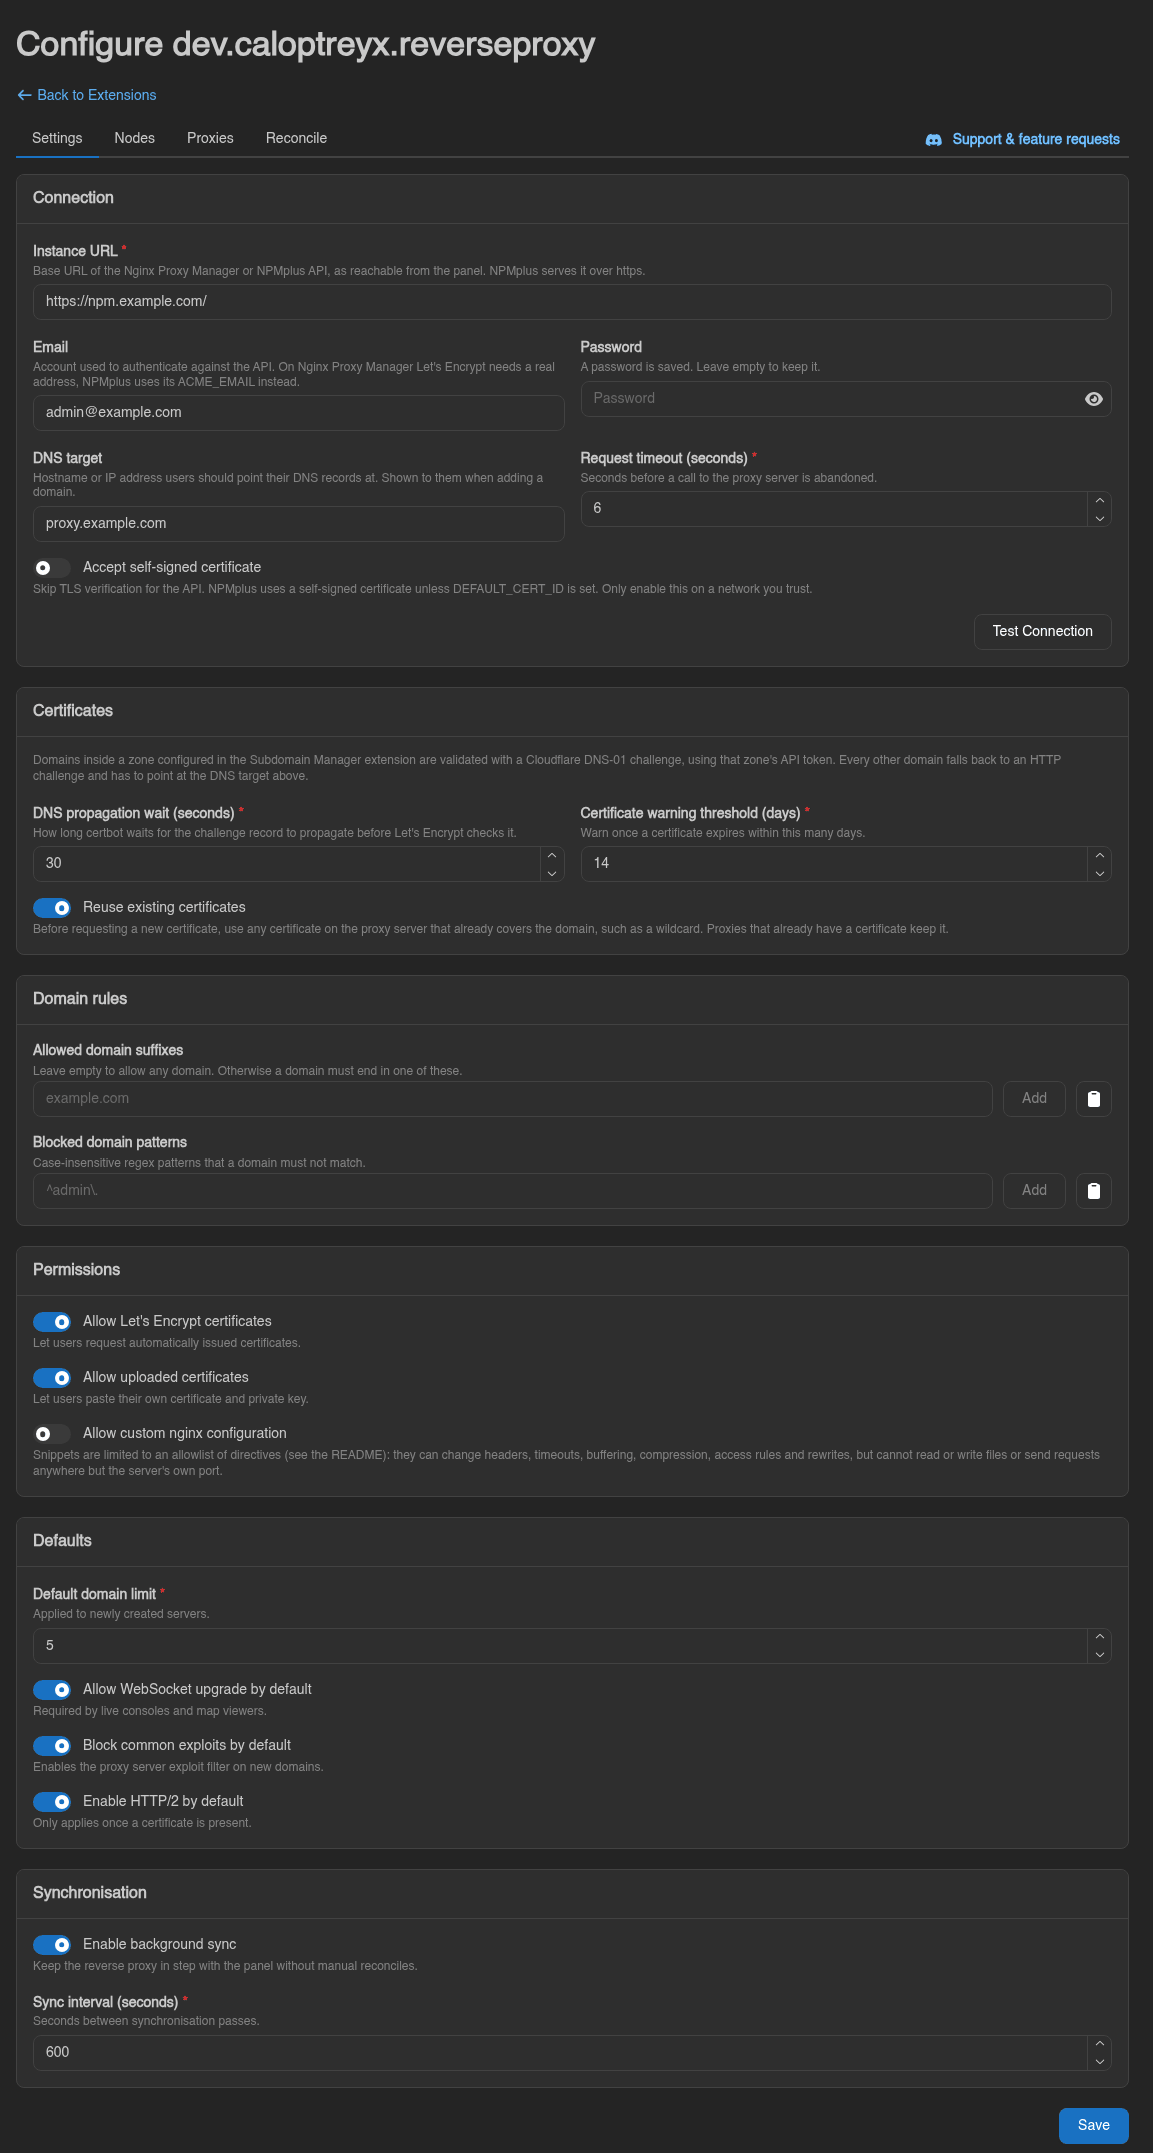 Configure dev.caloptreyx.reverseproxy
Back to Extensions
Settings
Nodes
Proxies
Reconcile
Support & feature requests
Connection
Instance URL *
Base URL of the Nginx Proxy Manager or NPMplus API, as reachable from the panel. NPMplus serves it over https.
https://npm.example.com/
Email
Account used to authenticate against the API. On Nginx Proxy Manager Let's Encrypt needs a real
address, NPMplus uses its ACME_EMAIL instead.
admin@example.com
Password
A password is saved. Leave empty to keep it.
Password
DNS target
Hostname or IP address users should point their DNS records at. Shown to them when adding a
domain.
proxy.example.com
Request timeout (seconds) *
Seconds before a call to the proxy server is abandoned.
6
Accept self-signed certificate
Skip TLS verification for the API. NPMplus uses a self-signed certificate unless DEFAULT_CERT_ID is set. Only enable this on a network you trust.
Test Connection
Certificates
Domains inside a zone configured in the Subdomain Manager extension are validated with a Cloudflare DNS-01 challenge, using that zone's API token. Every other domain falls back to an HTTP
challenge and has to point at the DNS target above.
DNS propagation wait (seconds) *
How long certbot waits for the challenge record to propagate before Let's Encrypt checks it.
30
Certificate warning threshold (days) *
Warn once a certificate expires within this many days.
14
Reuse existing certificates
Before requesting a new certificate, use any certificate on the proxy server that already covers the domain, such as a wildcard. Proxies that already have a certificate keep it.
Domain rules
Allowed domain suffixes
Leave empty to allow any domain. Otherwise a domain must end in one of these.
example.com
Add
Blocked domain patterns
Case-insensitive regex patterns that a domain must not match.
^admin\.
Add
Permissions
Allow Let's Encrypt certificates
Let users request automatically issued certificates.
Allow uploaded certificates
Let users paste their own certificate and private key.
Allow custom nginx configuration
Snippets are limited to an allowlist of directives (see the README): they can change headers, timeouts, buffering, compression, access rules and rewrites, but cannot read or write files or send requests
anywhere but the server's own port.
Defaults
Default domain limit *
Applied to newly created servers.
5
Allow WebSocket upgrade by default
Required by live consoles and map viewers.
Block common exploits by default
Enables the proxy server exploit filter on new domains.
Enable HTTP/2 by default
Only applies once a certificate is present.
Synchronisation
Enable background sync
Keep the reverse proxy in step with the panel without manual reconciles.
Sync interval (seconds) *
Seconds between synchronisation passes.
600
Save